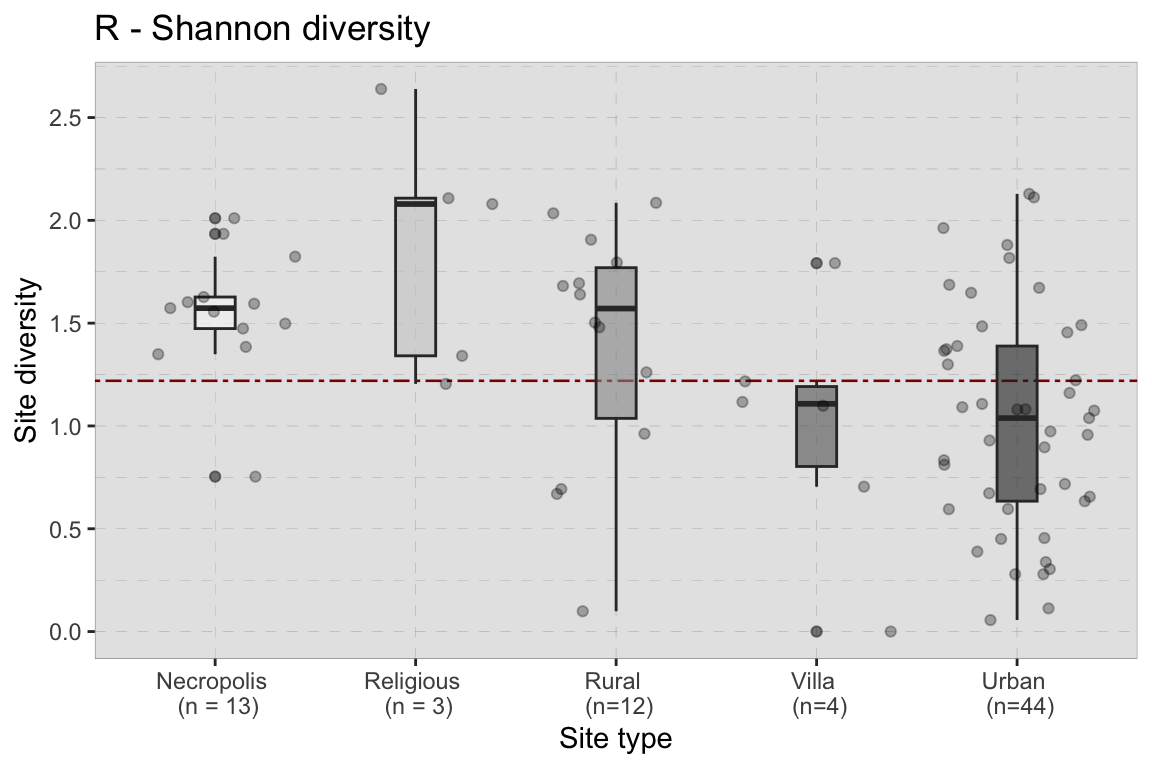 R - Shannon diversity
Site diversity
2.5
2.0
1.5
1.0
0.5
0.0
Necropolis Religious Rural Villa Urban
(n = 13) (n = 3) (n=12) (n=4) (n=44)
Site type